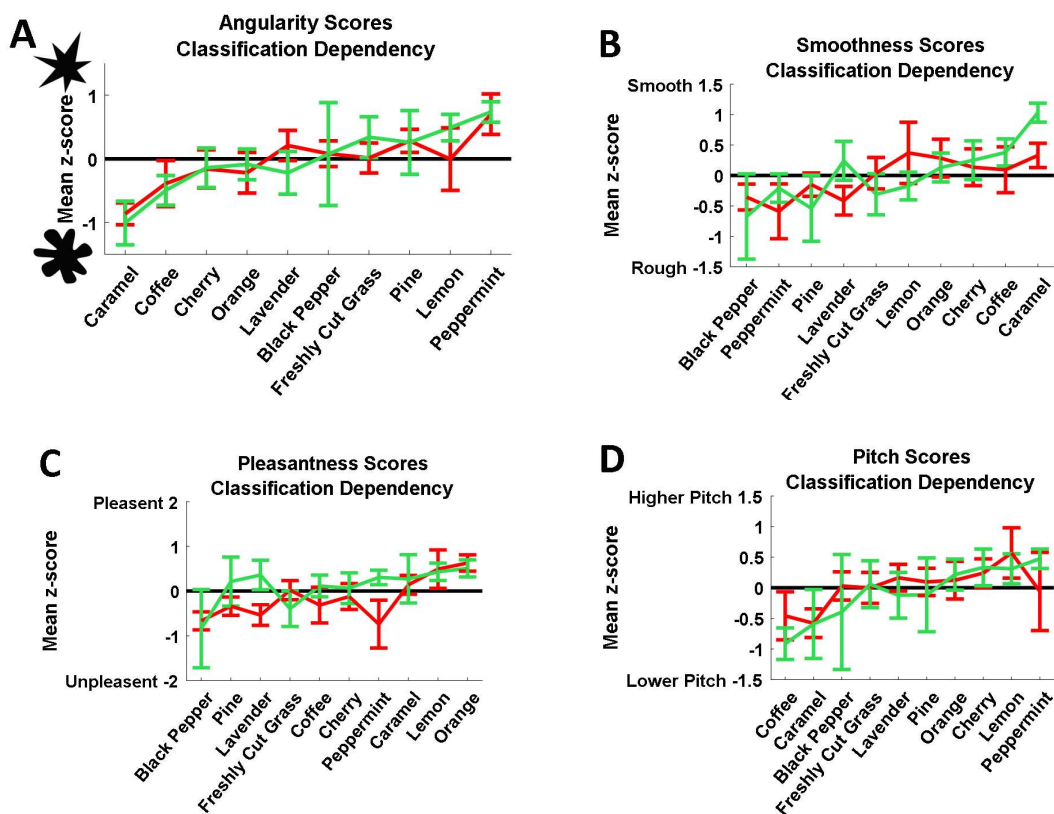 A
Angularity Scores
Classification Dependency
Mean z-score
1
0
-1
Caramel
Coffee
Cherry
Orange
Lavender
Black Pepper
Freshly Cut Grass
Pine
Lemon
Peppermint
B
Smoothness Scores
Classification Dependency
Mean z-score
Smooth 1.5
1
0.5
0
-0.5
-1
Rough -1.5
Black Pepper
Peppermint
Pine
Lavender
Freshly Cut Grass
Lemon
Orange
Cherry
Coffee
Caramel
C
Pleasantness Scores
Classification Dependency
Mean z-score
Pleasent 2
1
0
-1
Unpleasent -2
Black Pepper
Pine
Lavender
Freshly Cut Grass
Coffee
Cherry
Peppermint
Caramel
Lemon
Orange
D
Pitch Scores
Classification Dependency
Mean z-score
Higher Pitch 1.5
1
0.5
0
-0.5
-1
Lower Pitch -1.5
Coffee
Caramel
Black Pepper
Freshly Cut Grass
Lavender
Pine
Orange
Cherry
Lemon
Peppermint